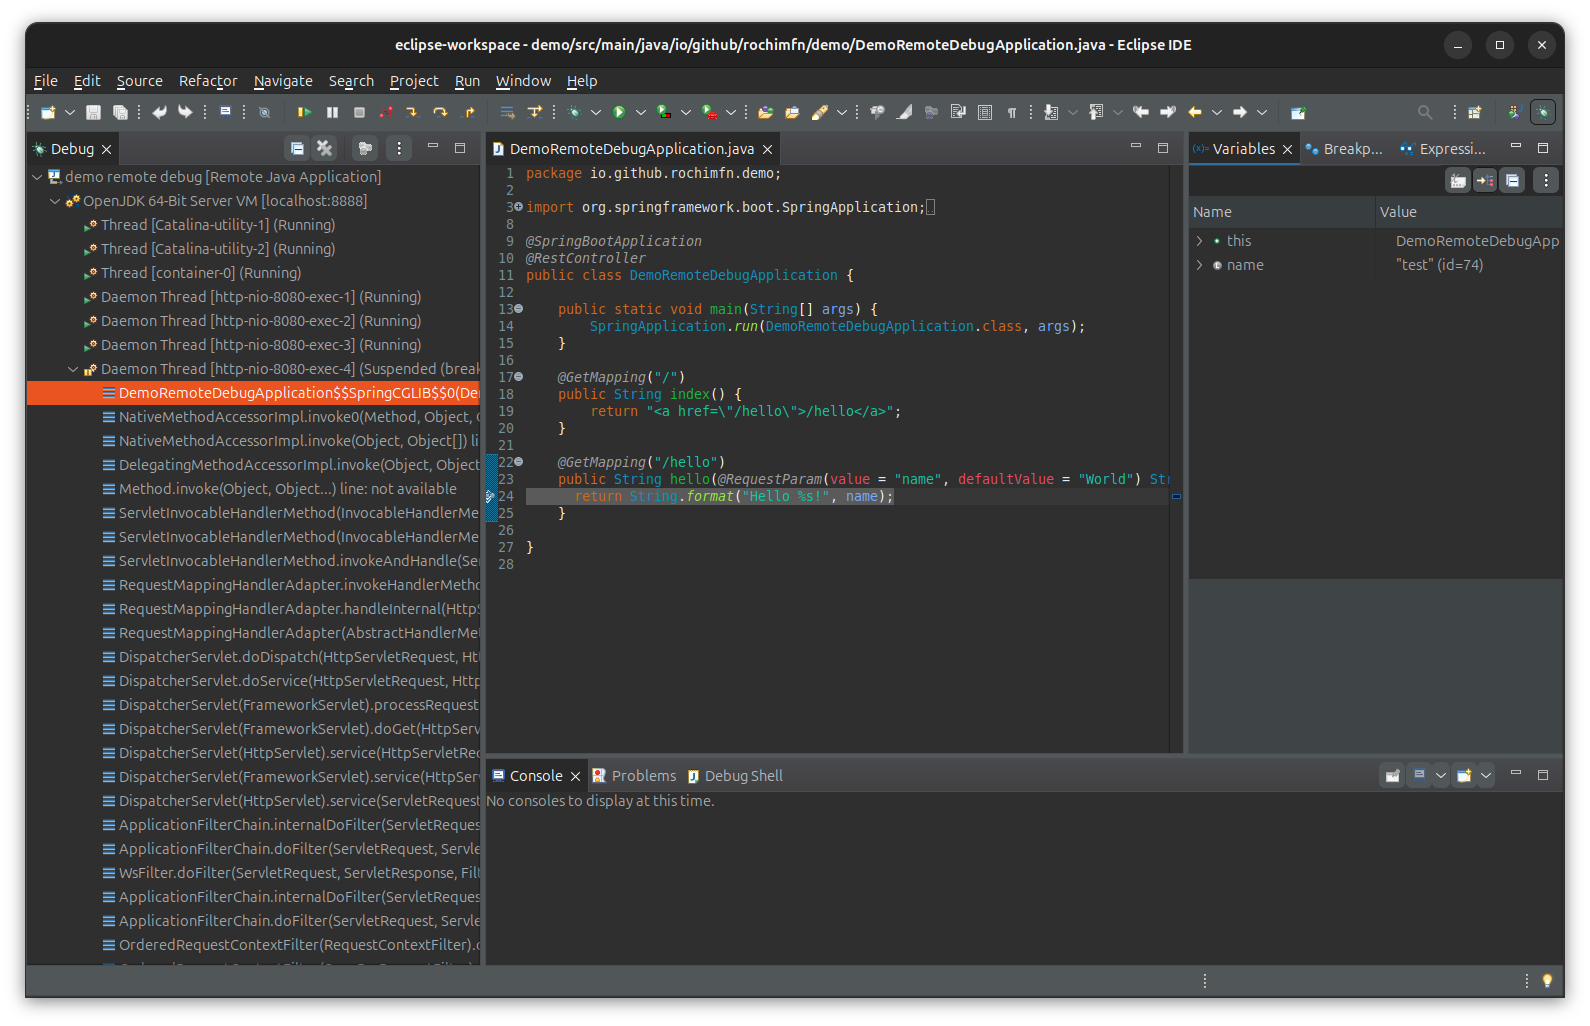 eclipse-workspace - demo/src/main/java/io/github/rochimfn/demo/DemoRemoteDebugApplication.java - Eclipse IDE
File Edit Source Refactor Navigate Search Project Run Window Help
Debug
demo remote debug [Remote Java Application]
OpenJDK 64-Bit Server VM [localhost:8888]
Thread [Catalina-utility-1] (Running)
Thread [Catalina-utility-2] (Running)
Thread [container-0] (Running)
Daemon Thread [http-nio-8080-exec-1] (Running)
Daemon Thread [http-nio-8080-exec-2] (Running)
Daemon Thread [http-nio-8080-exec-3] (Running)
Daemon Thread [http-nio-8080-exec-4] (Suspended (brea
DemoRemoteDebugApplication$$SpringCGLIB$$0(De
NativeMethodAccessorImpl.invoke0(Method, Object,
NativeMethodAccessorImpl.invoke(Object, Object[]) li
DelegatingMethodAccessorImpl.invoke(Object, Object
Method.invoke(Object, Object...) line: not available
ServletInvocableHandlerMethod(InvocableHandlerMe
ServletInvocableHandlerMethod(InvocableHandlerMe
ServletInvocableHandlerMethod.invokeAndHandle(Se
RequestMappingHandlerAdapter.invokeHandlerMetho
RequestMappingHandlerAdapter.handleInternal(HttpS
RequestMappingHandlerAdapter(AbstractHandlerMet
DispatcherServlet.doDispatch(HttpServletRequest, Htt
DispatcherServlet.doService(HttpServletRequest, Http
DispatcherServlet(FrameworkServlet).processRequest
DispatcherServlet(FrameworkServlet).doGet(HttpServ
DispatcherServlet(HttpServlet).service(HttpServletRec
DispatcherServlet(FrameworkServlet).service(HttpServ
DispatcherServlet(HttpServlet).service(ServletRequest
ApplicationFilterChain.internalDoFilter(ServletReques
ApplicationFilterChain.doFilter(ServletRequest, Servle
WsFilter.doFilter(ServletRequest, ServletResponse, Filt
ApplicationFilterChain.internalDoFilter(ServletReques
ApplicationFilterChain.doFilter(ServletRequest, Servle
OrderedRequestContextFilter(RequestContextFilter).
DemoRemoteDebugApplication.java
1 package io.github.rochimfn.demo;
2
3 import org.springframework.boot.SpringApplication;
8
9 @SpringBootApplication
10 @RestController
11 public class DemoRemoteDebugApplication {
12
13 public static void main(String[] args) {
14 SpringApplication.run(DemoRemoteDebugApplication.class, args);
15 }
16
17 @GetMapping("/")
18 public String index() {
19 return "<a href=\"/hello\">/hello</a>";
20 }
21
22 @GetMapping("/hello")
23 public String hello(@RequestParam(value = "name", defaultValue = "World") St
24 return String.format("Hello %s!", name);
25 }
26
27 }
28
Variables Breakp... Expressi...
Name Value
this DemoRemoteDebugApp
name "test" (id=74)
Console Problems Debug Shell
No consoles to display at this time.